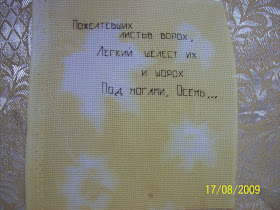 Пожелтевших
листьев ворох,
Легкий шелест их
и шорох
Под ногами, Осень...
17/08/2009